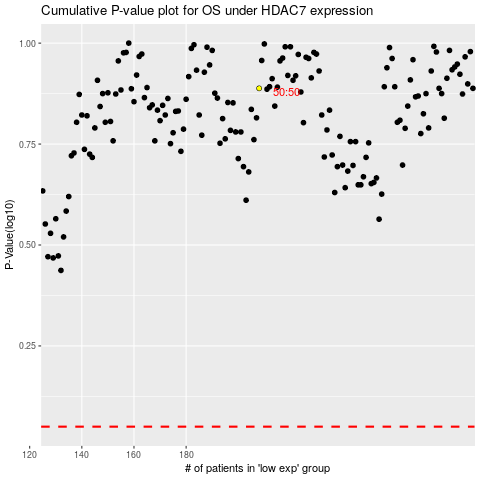 Cumulative P-value plot for OS under HDAC7 expression
P-Value(log10)
1.00
0.75
0.50
0.25
50:50
120 140 160 180
# of patients in 'low exp' group